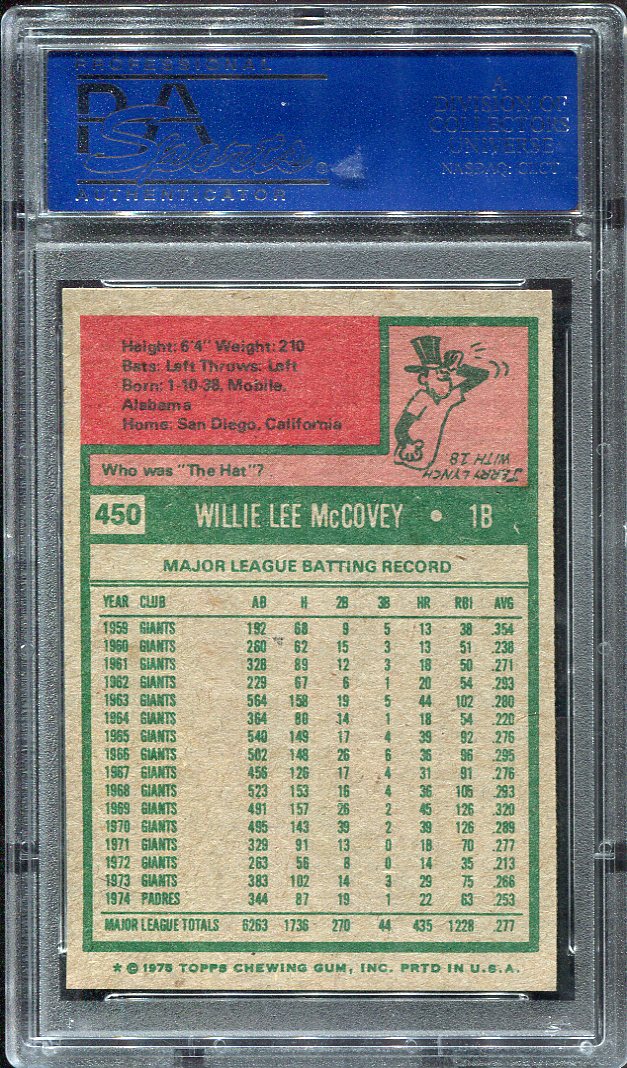 PROFESSIONAL
PSA
Sports
®
AUTHENTICATOR
A
DIVISION OF
COLLECTORS
UNIVERSE
NASDAQ: CLCT
Height: 6'4" Weight: 210
Bats: Left Throws: Left
Born: 1-10-38, Mobile,
Alabama
Home: San Diego, California
Who was "The Hat"?
JERRY LYNCH
WITH 18
450 WILLIE LEE McCOVEY • 1B
MAJOR LEAGUE BATTING RECORD
YEAR CLUB AB H 2B 3B HR RBI AVG
1959 GIANTS 192 68 9 5 13 38 .354
1960 GIANTS 260 62 15 3 13 51 .238
1961 GIANTS 328 89 12 3 18 50 .271
1962 GIANTS 229 67 6 1 20 54 .293
1963 GIANTS 564 158 19 5 44 102 .280
1964 GIANTS 364 80 14 1 18 54 .220
1965 GIANTS 540 149 17 4 39 92 .276
1966 GIANTS 502 148 26 6 36 96 .295
1967 GIANTS 456 126 17 4 31 91 .276
1968 GIANTS 523 153 16 4 36 105 .293
1969 GIANTS 491 157 26 2 45 126 .320
1970 GIANTS 495 143 39 2 39 126 .289
1971 GIANTS 329 91 13 0 18 70 .277
1972 GIANTS 263 56 8 0 14 35 .213
1973 GIANTS 383 102 14 3 29 75 .266
1974 PADRES 344 87 19 1 22 63 .253
MAJOR LEAGUE TOTALS 6263 1736 270 44 435 1228 .277
★ © 1975 TOPPS CHEWING GUM, INC. PRTD IN U.S.A.